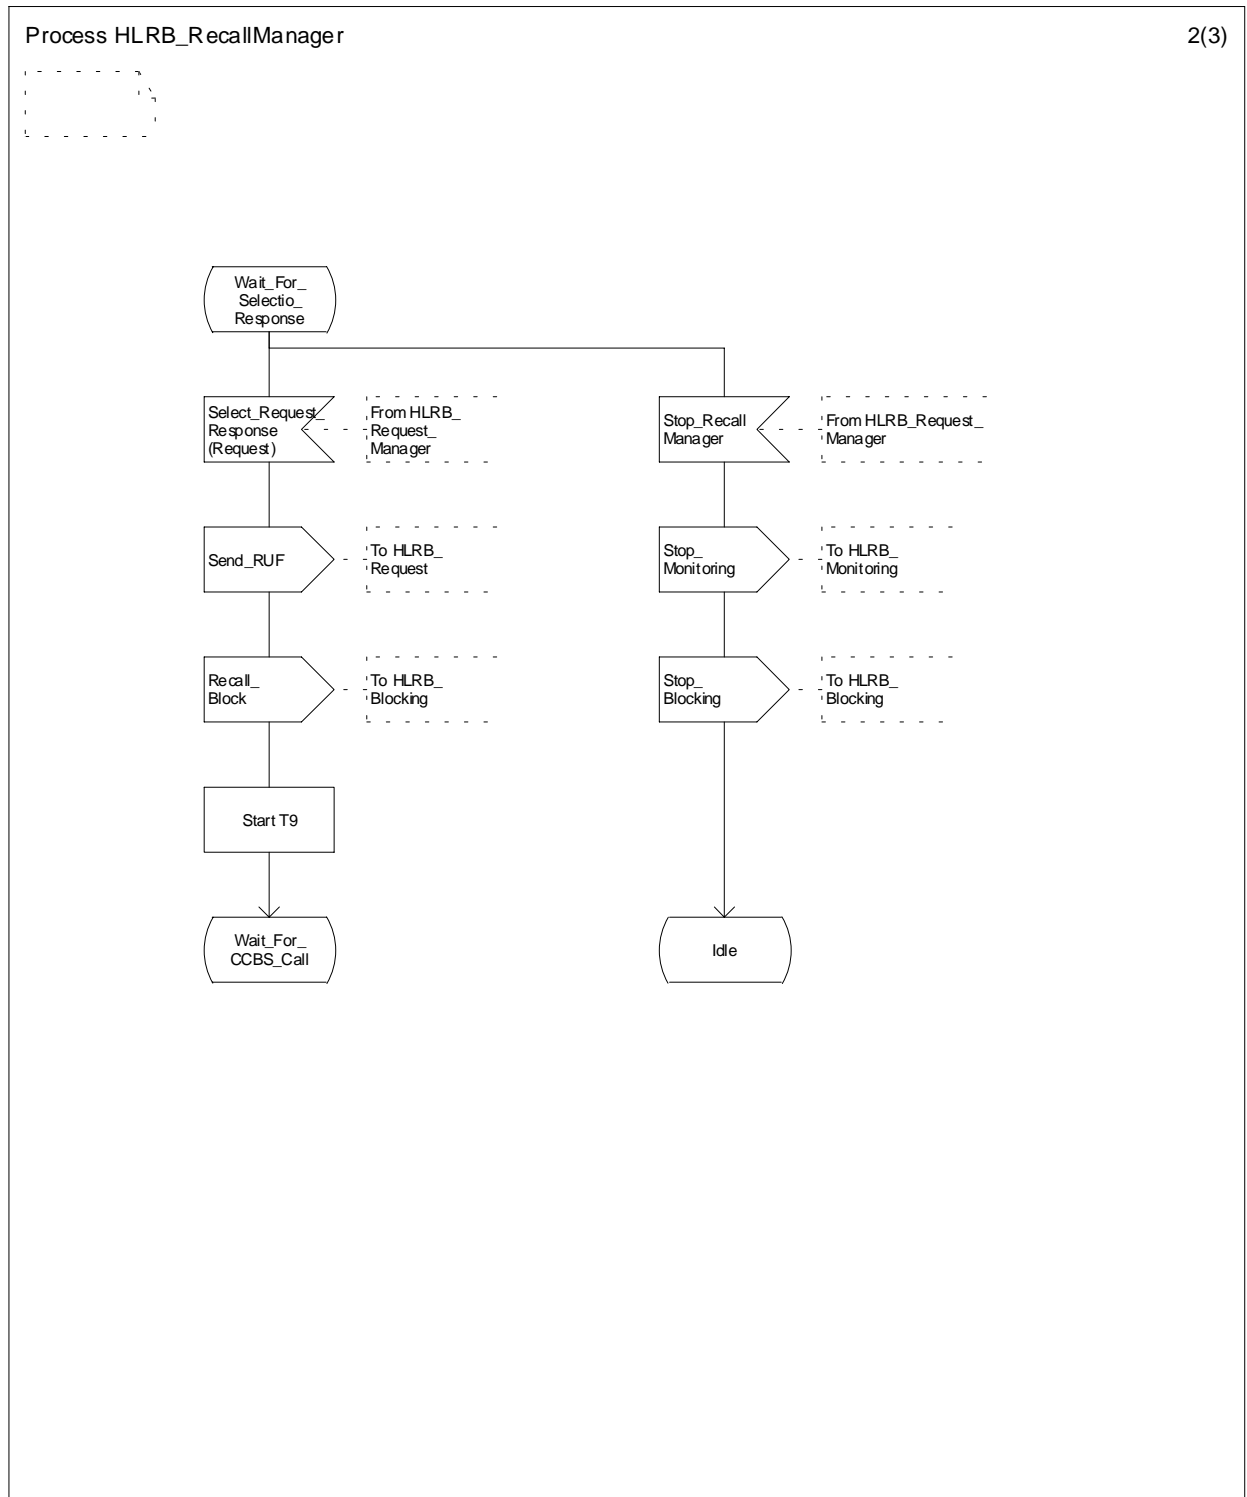 Process HLRB_RecallManager
2(3)
Wait_For_
Selectio_
Response
Select_Request_
Response
(Request)
From HLRB_
Request_
Manager
Stop_Recall
Manager
From HLRB_Request_
Manager
Send_RUF
To HLRB_
Request
Stop_
Monitoring
To HLRB_
Monitoring
Recall_
Block
To HLRB_
Blocking
Stop_
Blocking
To HLRB_
Blocking
Start T9
Wait_For_
CCBS_Call
Idle